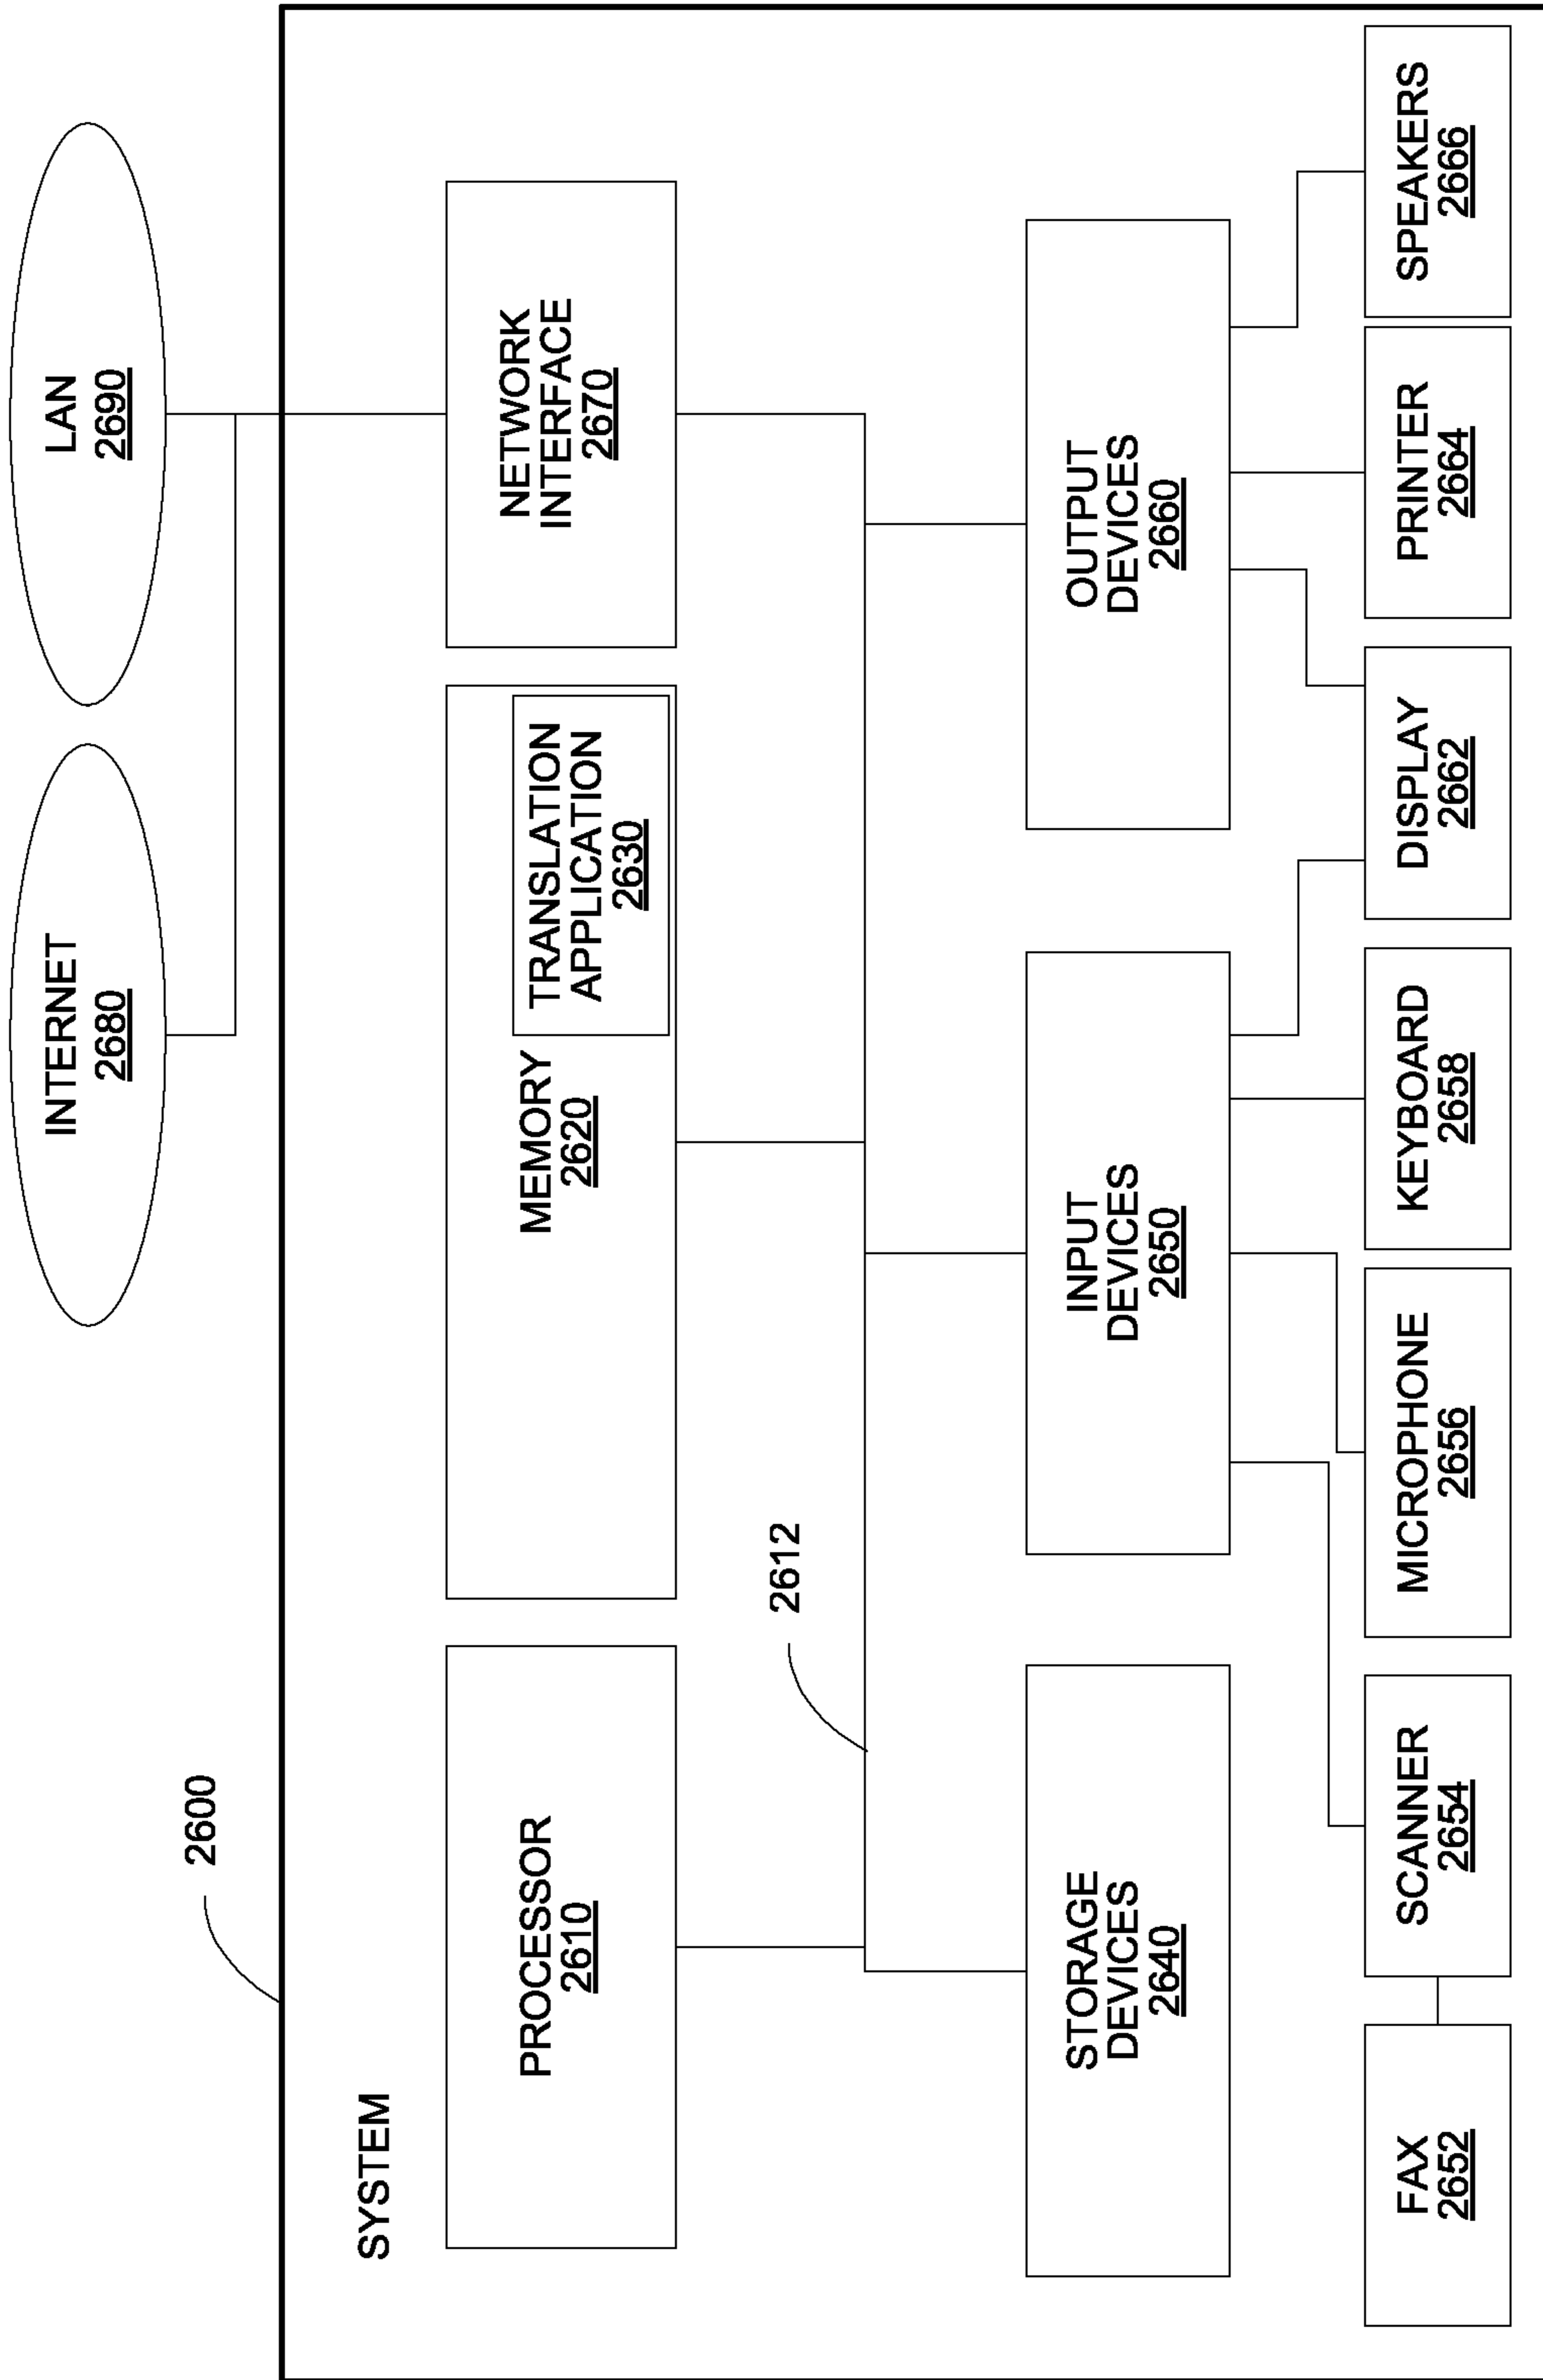 INTERNET
2680
LAN
2690
2600
SYSTEM
PROCESSOR
2610
MEMORY
2620
TRANSLATION
APPLICATION
2630
NETWORK
INTERFACE
2670
2612
STORAGE
DEVICES
2640
INPUT
DEVICES
2650
OUTPUT
DEVICES
2660
FAX
2652
SCANNER
2654
MICROPHONE
2656
KEYBOARD
2658
DISPLAY
2662
PRINTER
2664
SPEAKERS
2666